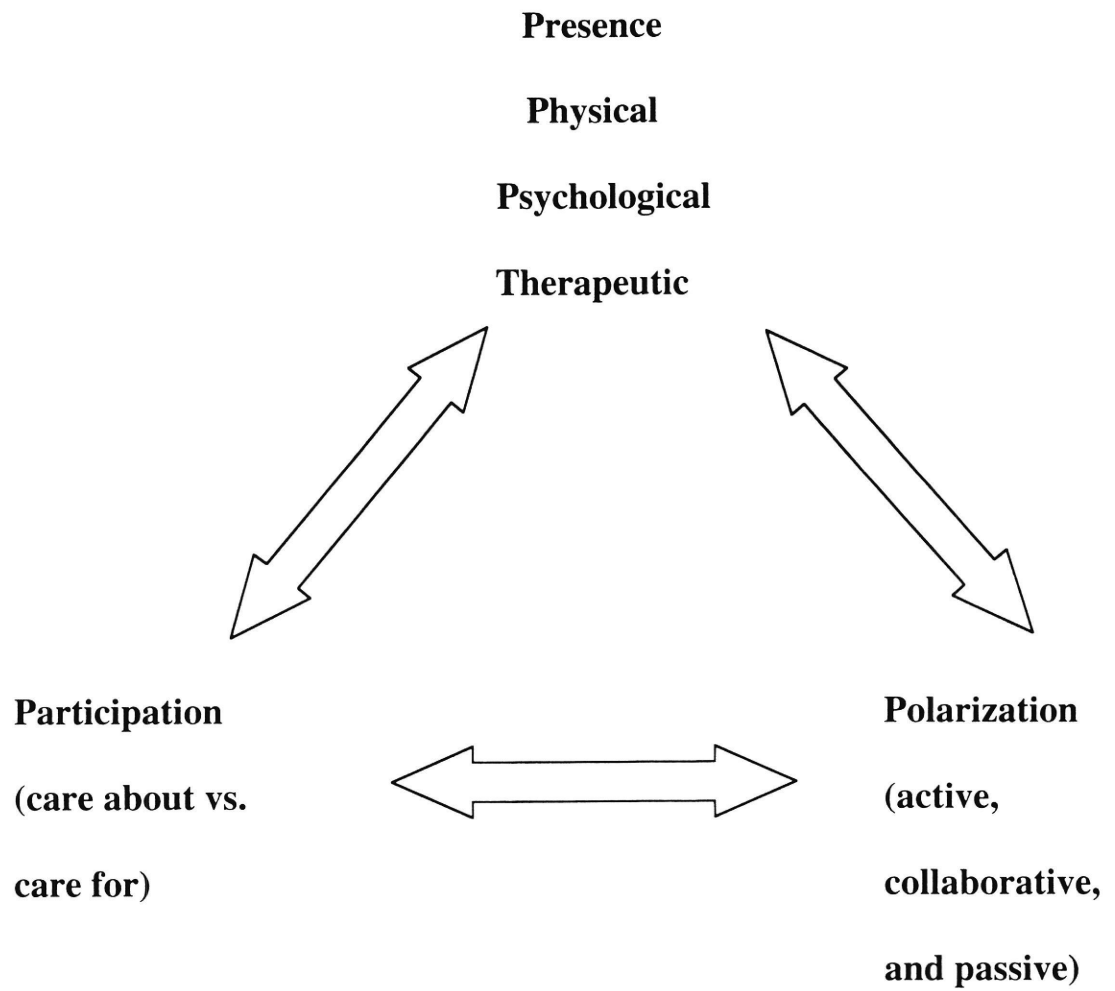 Presence
Physical
Psychological
Therapeutic
Participation
(care about vs.
care for)
Polarization
(active,
collaborative,
and passive)